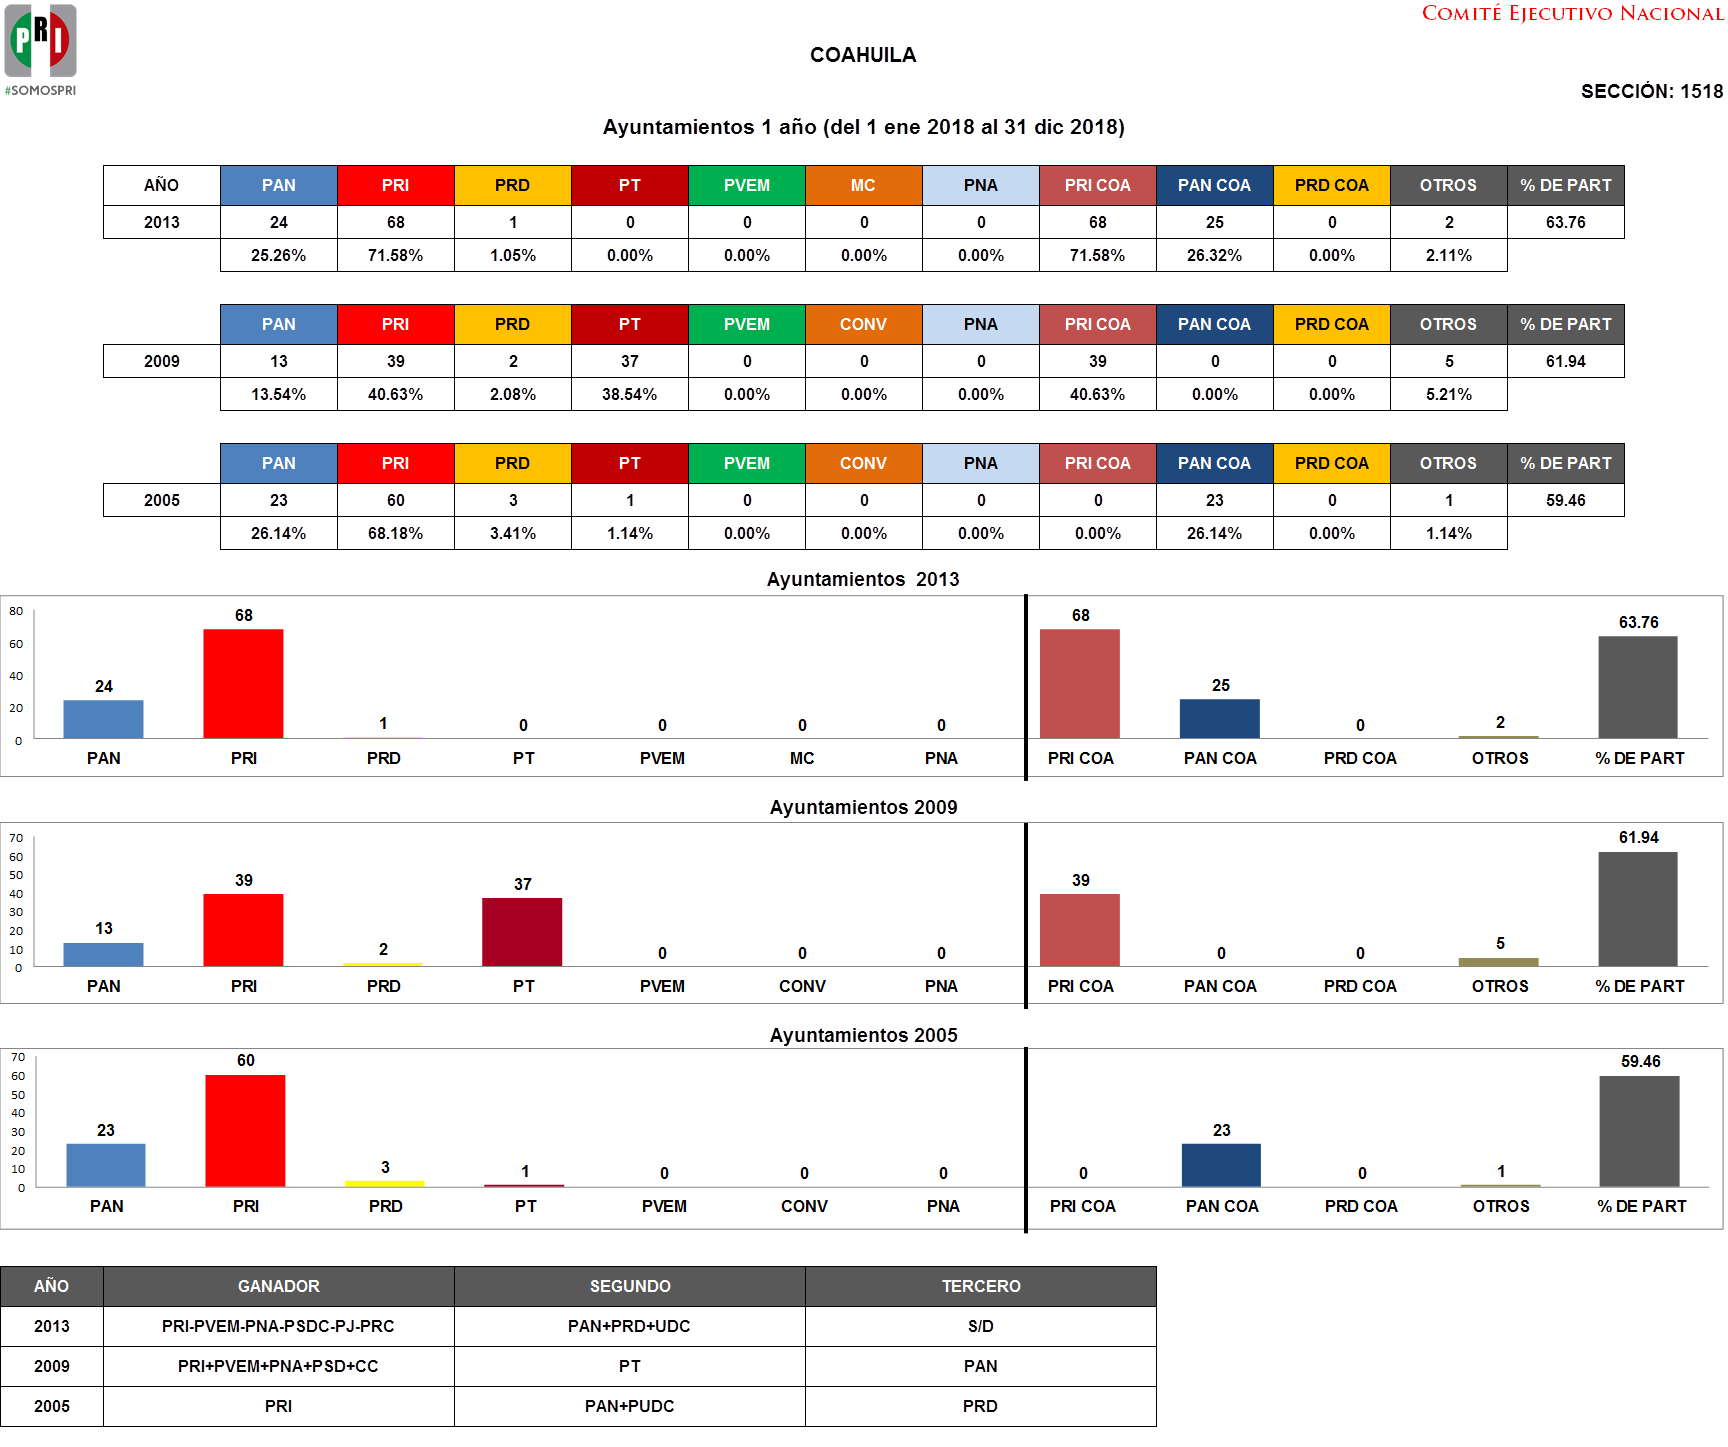 PRI
#SOMOSPRI
COMITÉ EJECUTIVO NACIONAL
COAHUILA
SECCIÓN: 1518
Ayuntamientos 1 año (del 1 ene 2018 al 31 dic 2018)
AÑO PAN PRI PRD PT PVEM MC PNA PRI COA PAN COA PRD COA OTROS % DE PART
2013 24 68 1 0 0 0 0 68 25 0 2 63.76
25.26% 71.58% 1.05% 0.00% 0.00% 0.00% 0.00% 71.58% 26.32% 0.00% 2.11%
PAN PRI PRD PT PVEM CONV PNA PRI COA PAN COA PRD COA OTROS % DE PART
2009 13 39 2 37 0 0 0 39 0 0 5 61.94
13.54% 40.63% 2.08% 38.54% 0.00% 0.00% 0.00% 40.63% 0.00% 0.00% 5.21%
PAN PRI PRD PT PVEM CONV PNA PRI COA PAN COA PRD COA OTROS % DE PART
2005 23 60 3 1 0 0 0 0 23 0 1 59.46
26.14% 68.18% 3.41% 1.14% 0.00% 0.00% 0.00% 0.00% 26.14% 0.00% 1.14%
Ayuntamientos 2013
80
60
40
20
0
24 68 1 0 0 0 0 68 25 0 2 63.76
PAN PRI PRD PT PVEM MC PNA PRI COA PAN COA PRD COA OTROS % DE PART
Ayuntamientos 2009
70
60
50
40
30
20
10
0
13 39 2 37 0 0 0 39 0 0 5 61.94
PAN PRI PRD PT PVEM CONV PNA PRI COA PAN COA PRD COA OTROS % DE PART
Ayuntamientos 2005
70
60
50
40
30
20
10
0
23 60 3 1 0 0 0 0 23 0 1 59.46
PAN PRI PRD PT PVEM CONV PNA PRI COA PAN COA PRD COA OTROS % DE PART
AÑO GANADOR SEGUNDO TERCERO
2013 PRI-PVEM-PNA-PSDC-PJ-PRC PAN+PRD+UDC S/D
2009 PRI+PVEM+PNA+PSD+CC PT PAN
2005 PRI PAN+PUDC PRD